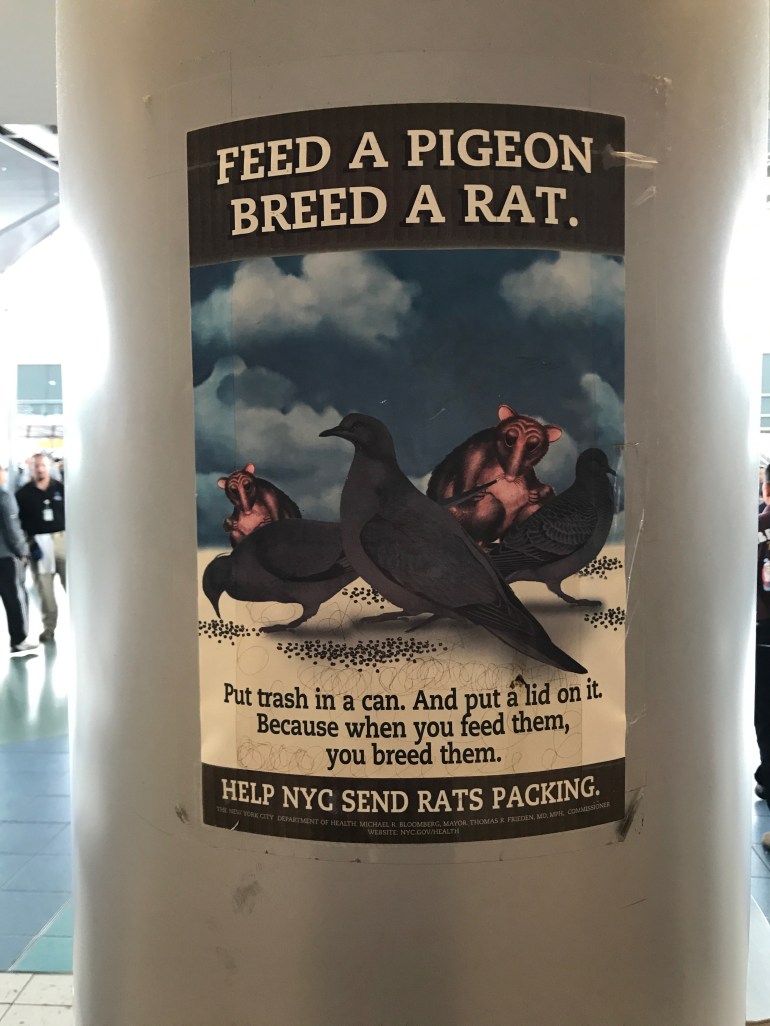 FEED A PIGEON
BREED A RAT.
Put trash in a can. And put a lid on it.
Because when you feed them,
you breed them.
HELP NYC SEND RATS PACKING.
THE NEW YORK CITY DEPARTMENT OF HEALTH MICHAEL R. BLOOMBERG, MAYOR. THOMAS R. FRIEDEN, MD, MPH, COMMISSIONER
WEBSITE: NYC.GOV/HEALTH